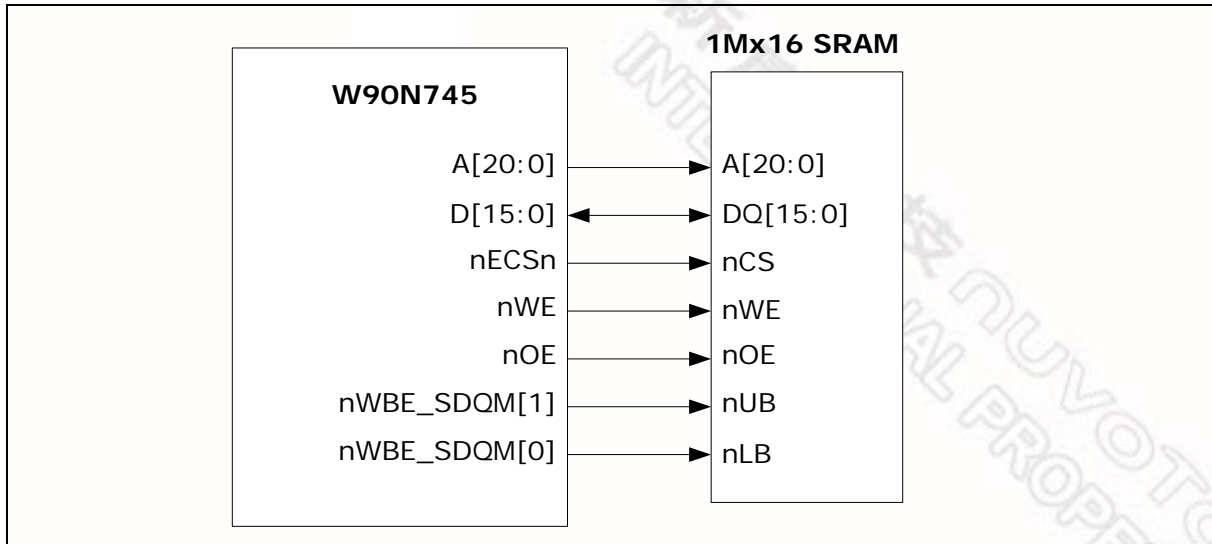 1Mx16 SRAM
W90N745
A[20:0] A[20:0]
D[15:0] DQ[15:0]
nECSn nCS
nWE nWE
nOE nOE
nWBE_SDQM[1] nUB
nWBE_SDQM[0] nLB